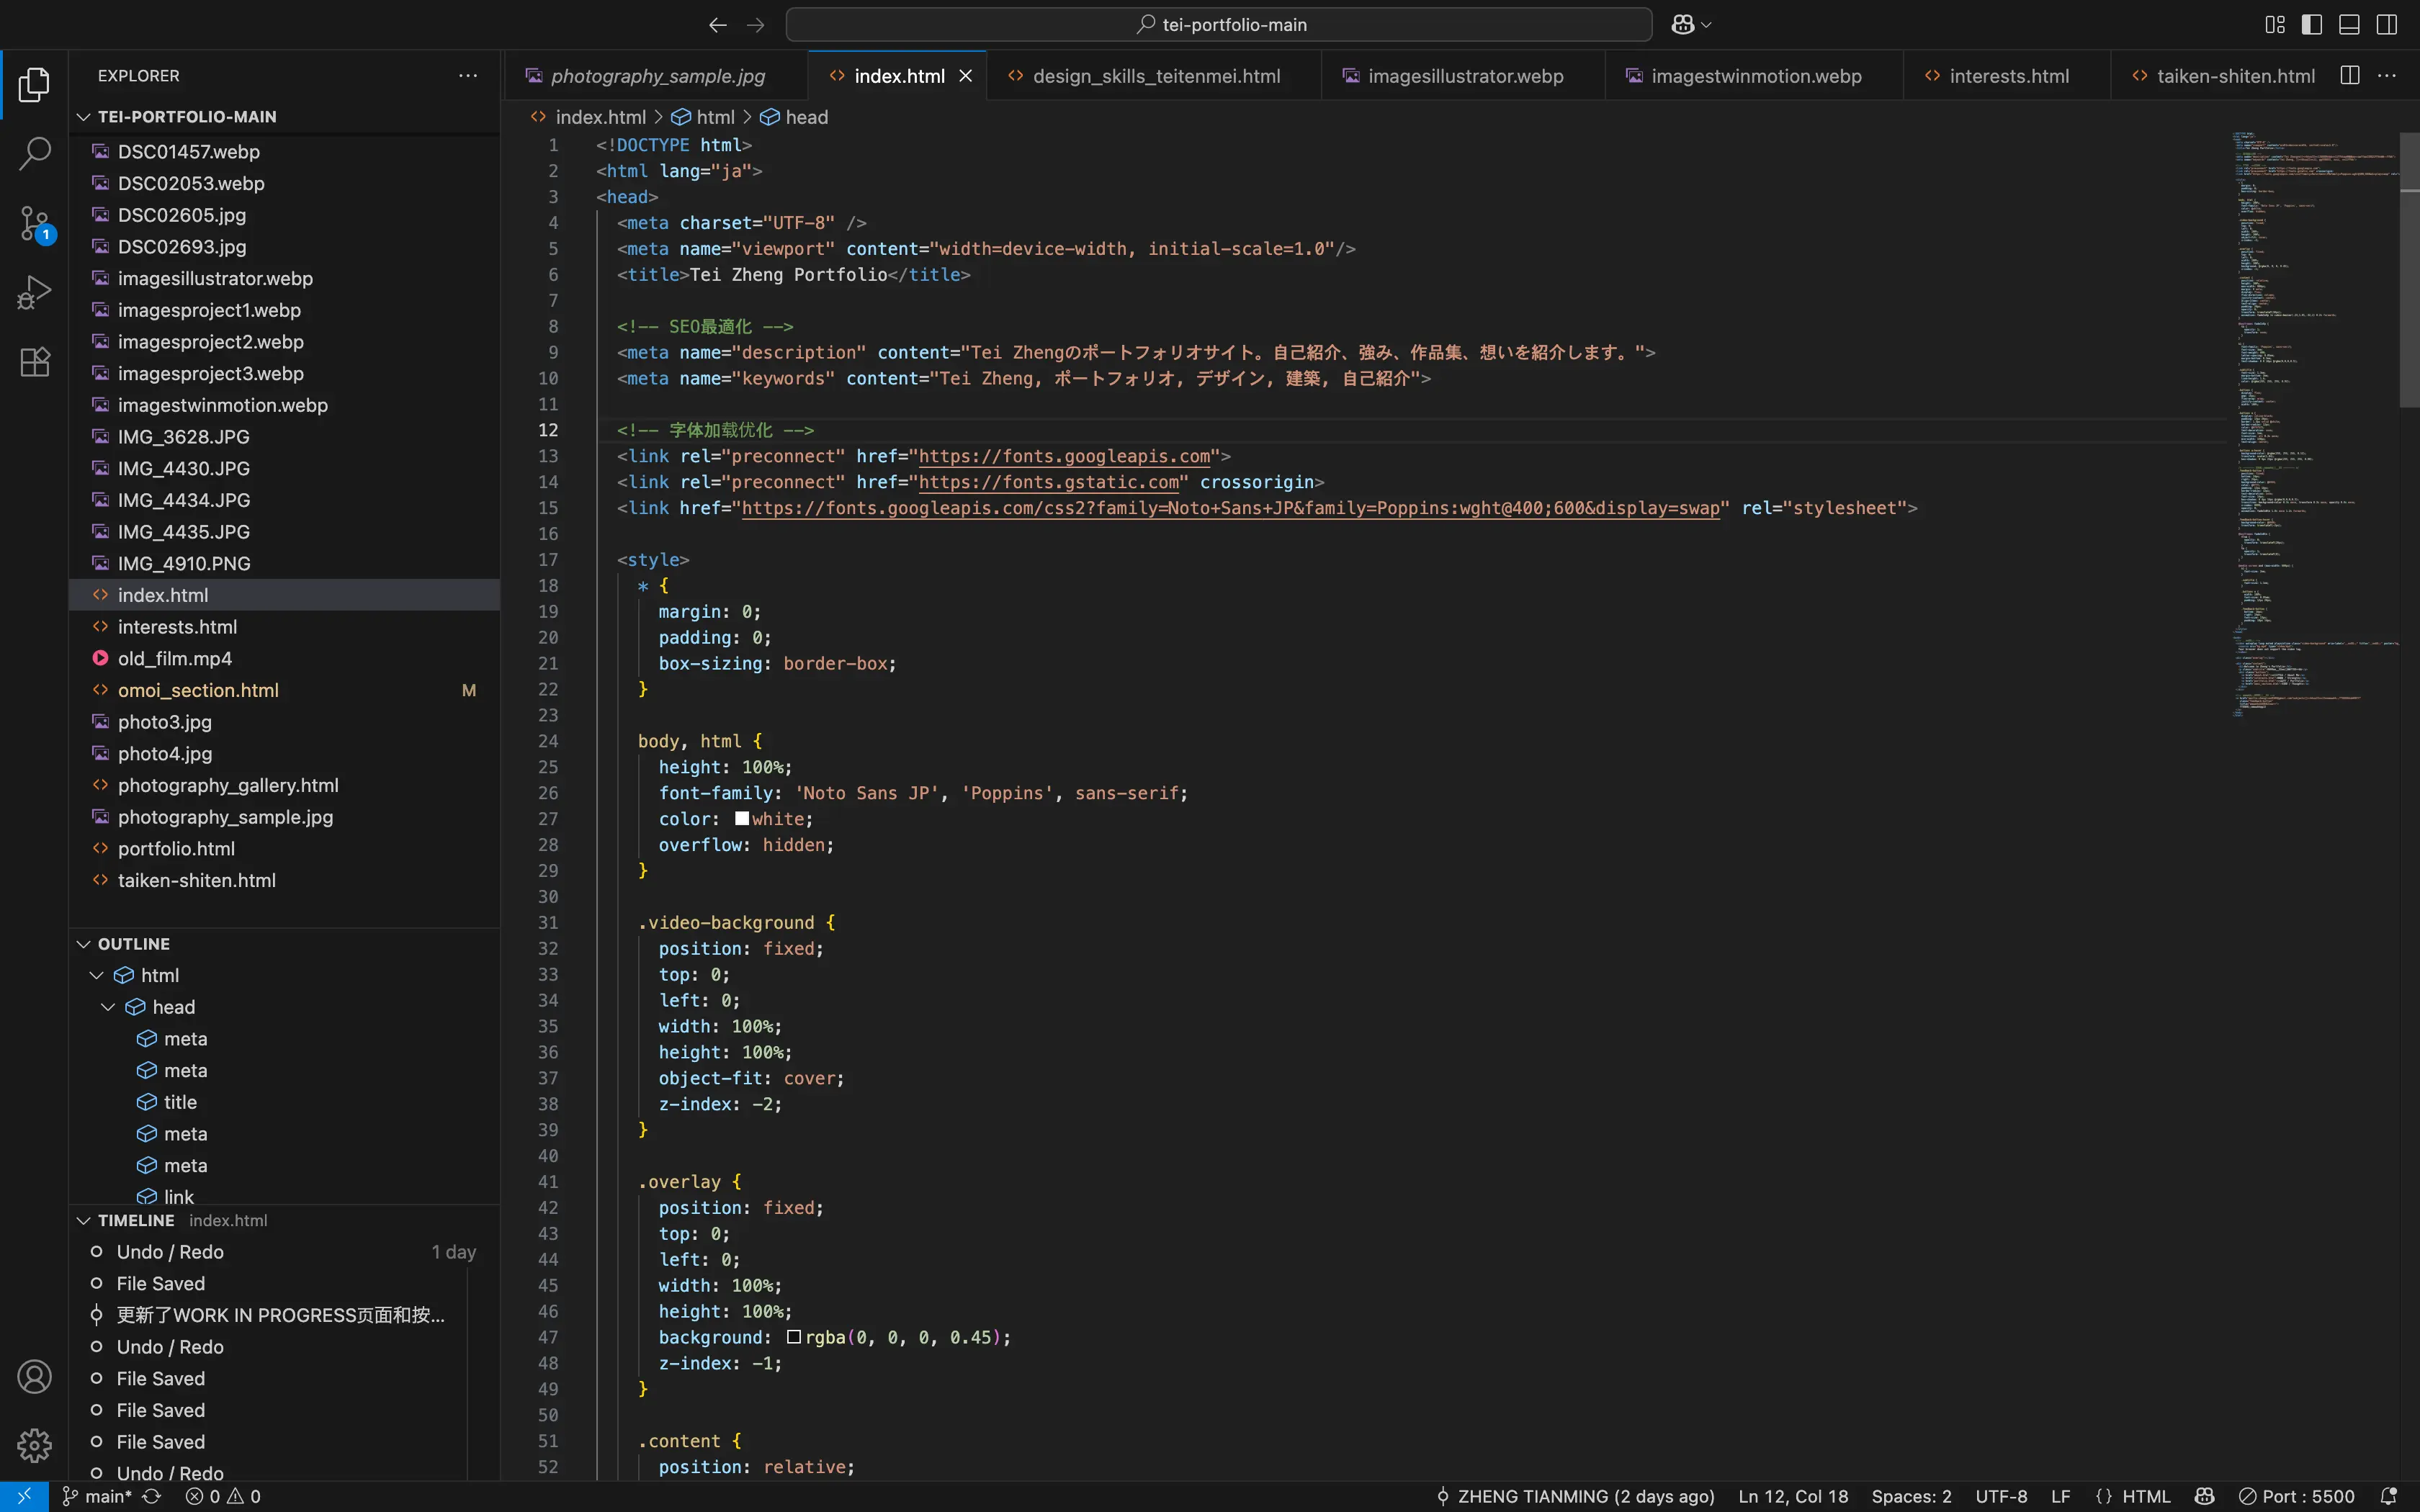 tei-portfolio-main
EXPLORER
TEI-PORTFOLIO-MAIN
DSC01457.webp
DSC02053.webp
DSC02605.jpg
DSC02693.jpg
imagesillustrator.webp
imagesproject1.webp
imagesproject2.webp
imagesproject3.webp
imagestwinmotion.webp
IMG_3628.JPG
IMG_4430.JPG
IMG_4434.JPG
IMG_4435.JPG
IMG_4910.PNG
index.html
interests.html
old_film.mp4
omoi_section.html M
photo3.jpg
photo4.jpg
photography_gallery.html
photography_sample.jpg
portfolio.html
taiken-shiten.html
OUTLINE
html
head
meta
meta
title
meta
meta
link
TIMELINE index.html
Undo / Redo 1 day
File Saved
更新了WORK IN PROGRESS页面和按...
Undo / Redo
File Saved
File Saved
File Saved
Undo / Redo
1
photography_sample.jpg index.html design_skills_teitenmei.html imagesillustrator.webp imagestwinmotion.webp interests.html taiken-shiten.html
index.html > html > head
1 <!DOCTYPE html>
2 <html lang="ja">
3 <head>
4 <meta charset="UTF-8" />
5 <meta name="viewport" content="width=device-width, initial-scale=1.0"/>
6 <title>Tei Zheng Portfolio</title>
7
8 <!-- SEO最適化 -->
9 <meta name="description" content="Tei Zhengのポートフォリオサイト。自己紹介、強み、作品集、想いを紹介します。">
10 <meta name="keywords" content="Tei Zheng, ポートフォリオ, デザイン, 建築, 自己紹介">
11
12 <!-- 字体加载优化 -->
13 <link rel="preconnect" href="https://fonts.googleapis.com">
14 <link rel="preconnect" href="https://fonts.gstatic.com" crossorigin>
15 <link href="https://fonts.googleapis.com/css2?family=Noto+Sans+JP&family=Poppins:wght@400;600&display=swap" rel="stylesheet">
16
17 <style>
18 * {
19 margin: 0;
20 padding: 0;
21 box-sizing: border-box;
22 }
23
24 body, html {
25 height: 100%;
26 font-family: 'Noto Sans JP', 'Poppins', sans-serif;
27 color: white;
28 overflow: hidden;
29 }
30
31 .video-background {
32 position: fixed;
33 top: 0;
34 left: 0;
35 width: 100%;
36 height: 100%;
37 object-fit: cover;
38 z-index: -2;
39 }
40
41 .overlay {
42 position: fixed;
43 top: 0;
44 left: 0;
45 width: 100%;
46 height: 100%;
47 background: rgba(0, 0, 0, 0.45);
48 z-index: -1;
49 }
50
51 .content {
52 position: relative;
main* 0 0 ZHENG TIANMING (2 days ago) Ln 12, Col 18 Spaces: 2 UTF-8 LF {} HTML Port : 5500